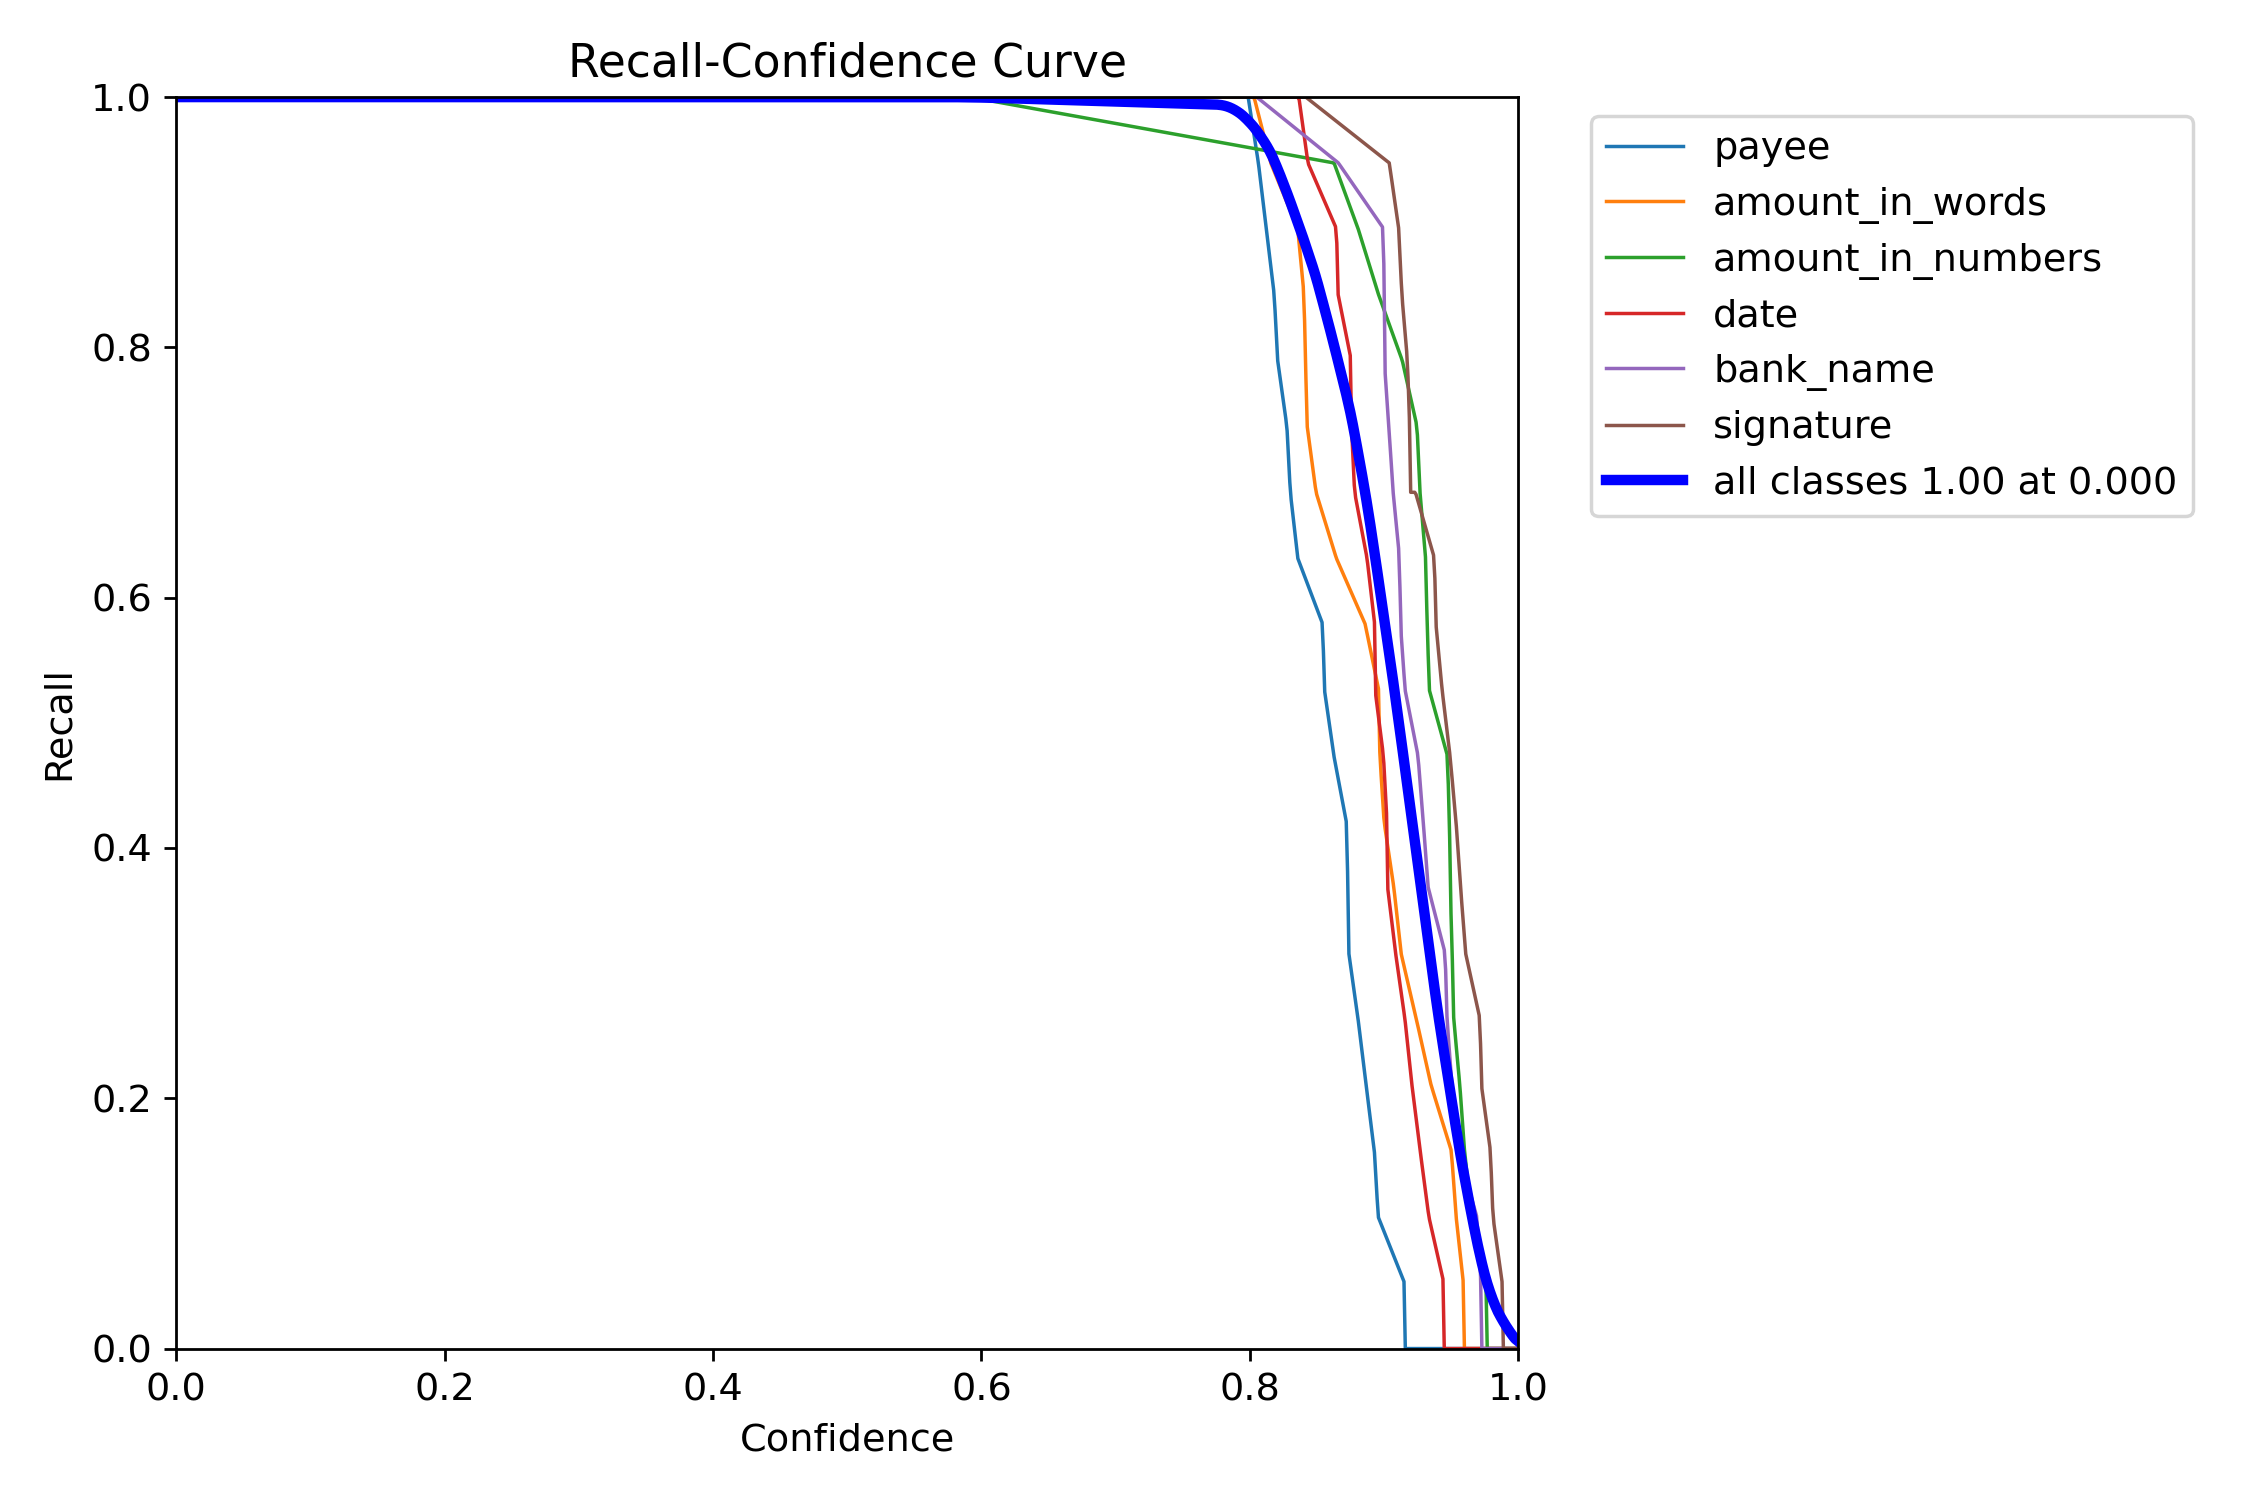 Recall-Confidence Curve
1.0
0.8
0.6
0.4
0.2
0.0
Recall
0.0 0.2 0.4 0.6 0.8 1.0
Confidence
payee
amount_in_words
amount_in_numbers
date
bank_name
signature
all classes 1.00 at 0.000